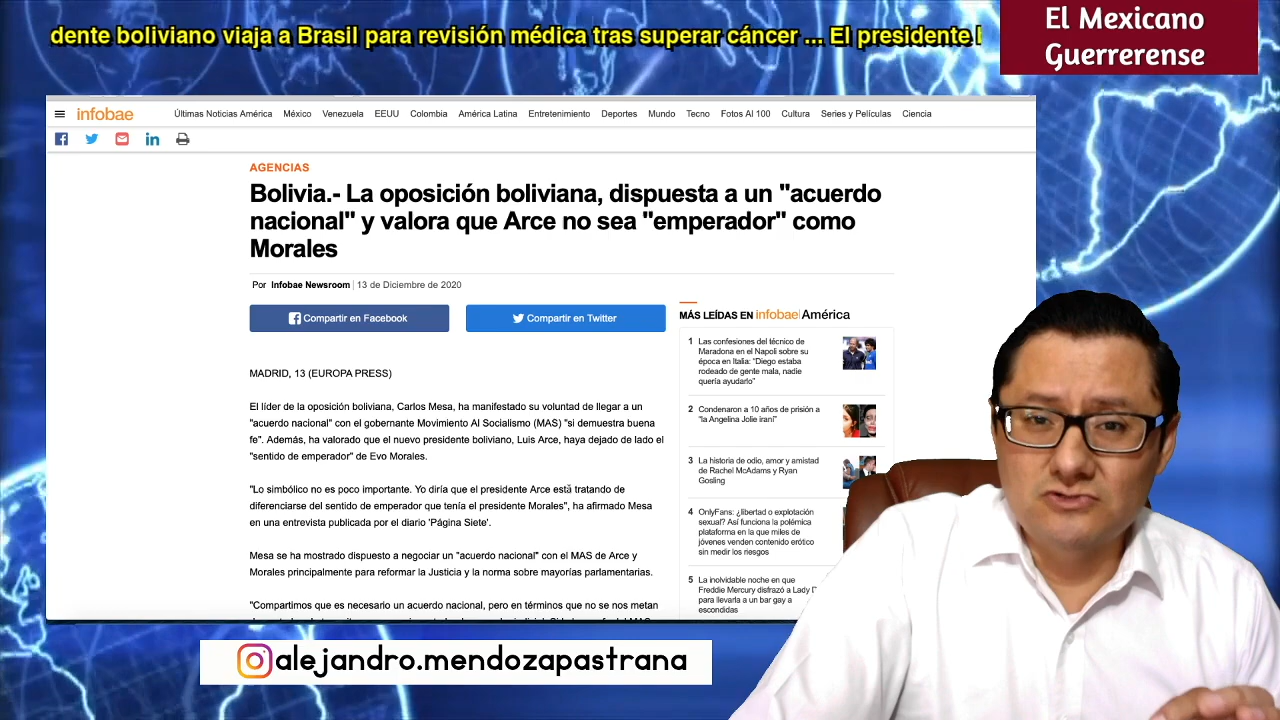 dente boliviano viaja a Brasil para revisión médica tras superar cáncer ... El presidente
El Mexicano
Guerrerense
infobae
Últimas Noticias América México Venezuela EEUU Colombia América Latina Entretenimiento Deportes Mundo Tecno Fotos Al 100 Cultura Series y Películas Ciencia
AGENCIAS
Bolivia.- La oposición boliviana, dispuesta a un "acuerdo
nacional" y valora que Arce no sea "emperador" como
Morales
Por Infobae Newsroom | 13 de Diciembre de 2020
Compartir en Facebook
Compartir en Twitter
MADRID, 13 (EUROPA PRESS)
El líder de la oposición boliviana, Carlos Mesa, ha manifestado su voluntad de llegar a un
"acuerdo nacional" con el gobernante Movimiento Al Socialismo (MAS) "si demuestra buena
fe". Además, ha valorado que el nuevo presidente boliviano, Luis Arce, haya dejado de lado el
"sentido de emperador" de Evo Morales.
"Lo simbólico no es poco importante. Yo diría que el presidente Arce está tratando de
diferenciarse del sentido de emperador que tenía el presidente Morales", ha afirmado Mesa
en una entrevista publicada por el diario 'Página Siete'.
Mesa se ha mostrado dispuesto a negociar un "acuerdo nacional" con el MAS de Arce y
Morales principalmente para reformar la Justicia y la norma sobre mayorías parlamentarias.
"Compartimos que es necesario un acuerdo nacional, pero en términos que no se nos metan
MÁS LEÍDAS EN infobae América
1 Las confesiones del técnico de
Maradona en el Napoli sobre su
época en Italia: "Diego estaba
rodeado de gente mala, nadie
quería ayudarlo"
2 Condenaron a 10 años de prisión a
"la Angelina Jolie iraní"
3 La historia de odio, amor y amistad
de Rachel McAdams y Ryan
Gosling
4 OnlyFans: ¿libertad o explotación
sexual? Así funciona la polémica
plataforma en la que miles de
jóvenes venden contenido erótico
sin medir los riesgos
5 La inolvidable noche en que
Freddie Mercury disfrazó a Lady
para llevarla a un bar gay a
escondidas
alejandro.mendozapastrana